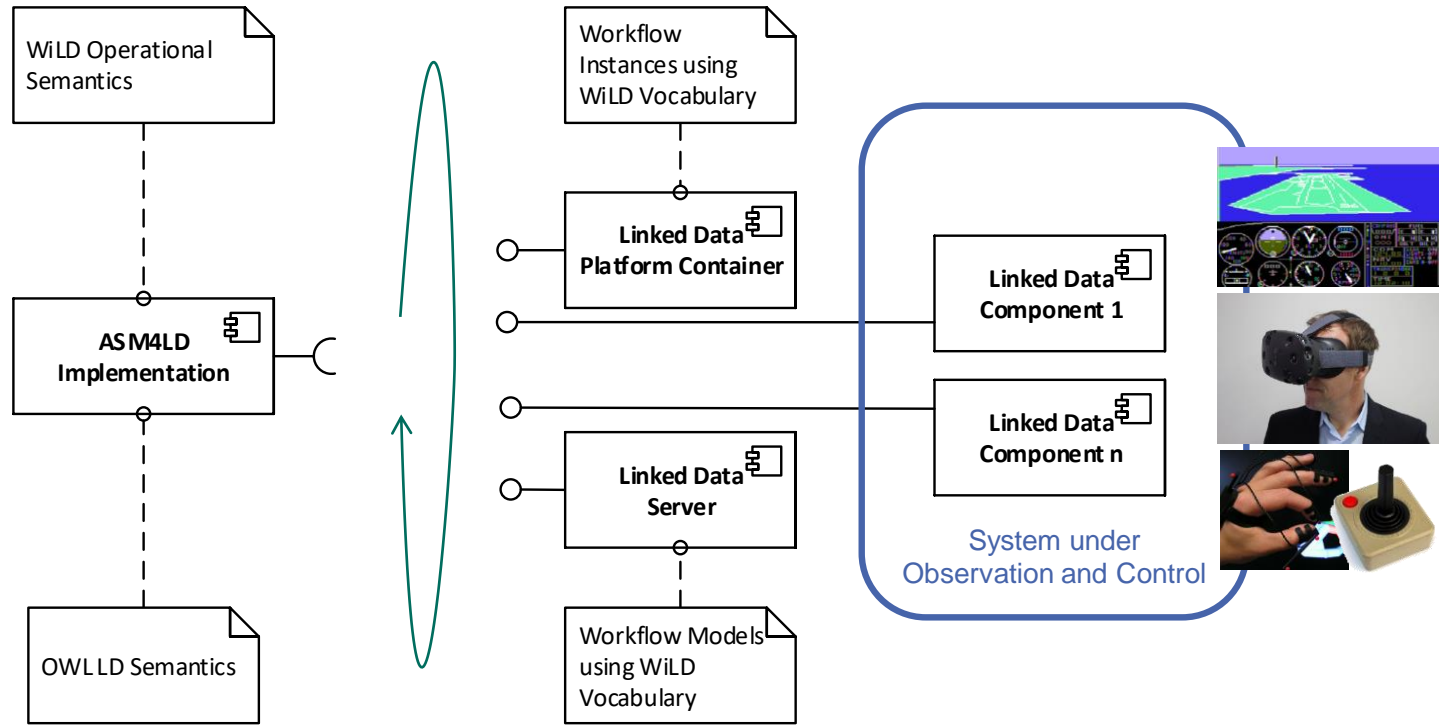 WiLD Operational
Semantics
Workflow
Instances using
WiLD Vocabulary
Linked Data
Platform Container
Linked Data
Component 1
ASM4LD
Implementation
Linked Data
Component n
Linked Data
Server
System under
Observation and Control
OWL LD Semantics
Workflow Models
using WiLD
Vocabulary